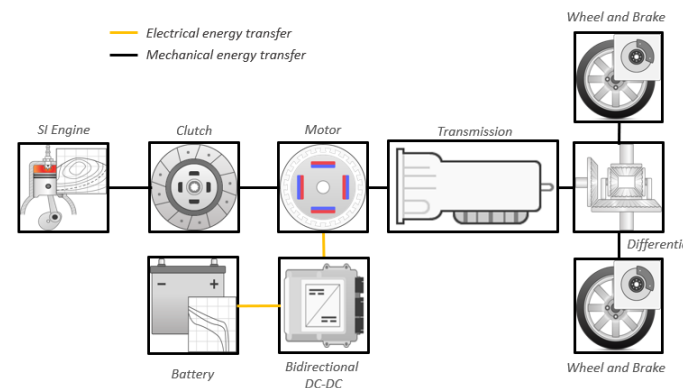 Wheel and Brake
Electrical energy transfer
Mechanical energy transfer
SI Engine
Clutch
Motor
Transmission
Differenti
Battery
Bidirectional
DC-DC
Wheel and Brake